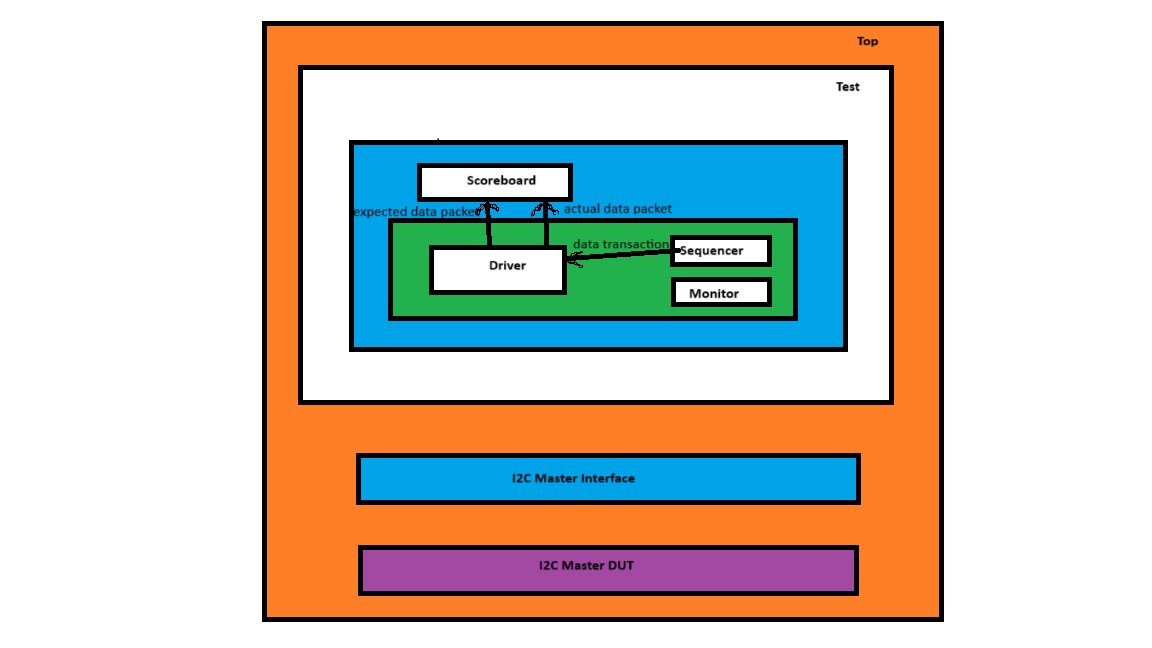 Top
Test
Scoreboard
expected data packet
actual data packet
data transaction
Sequencer
Driver
Monitor
I2C Master Interface
I2C Master DUT